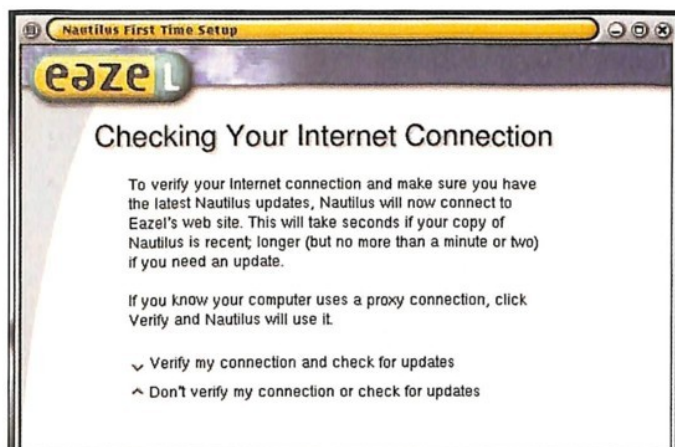 Nautilus First Time Setup
eazel
Checking Your Internet Connection
To verify your Internet connection and make sure you have
the latest Nautilus updates, Nautilus will now connect to
Eazel's web site. This will take seconds if your copy of
Nautilus is recent; longer (but no more than a minute or two)
if you need an update.
If you know your computer uses a proxy connection, click
Verify and Nautilus will use it.
Verify my connection and check for updates
Don't verify my connection or check for updates